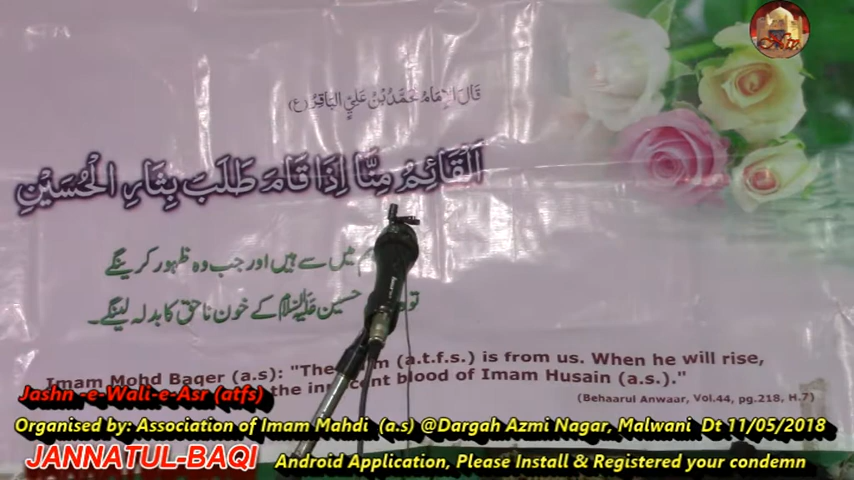 قَالَ الإِمَامُ مُحَمَّدُ بْنُ عَلِيٍّ الْبَاقِرُ (ع)
اَلْقَائِمُ مِنَّا إِذَا قَامَ طَلَبَ بِثَارِ الْحُسَيْنِ
میں سے ہیں اور جب وہ ظہور کرینگے
حسین علیہ السلام کے خون ناحق کا بدلہ لینگے۔
Imam Mohd Baqer (a.s): "The (a.t.f.s.) is from us. When he will rise,
the blood of Imam Husain (a.s.)."
(Behaarul Anwaar, Vol.44, pg.218, H.7)
Jashn -e-Wali-e-Asr (atfs)
Organised by: Association of Imam Mahdi (a.s) @Dargah Azmi Nagar, Malwani Dt 11/05/2018
JANNATUL-BAQI Android Application, Please Install & Registered your condemn